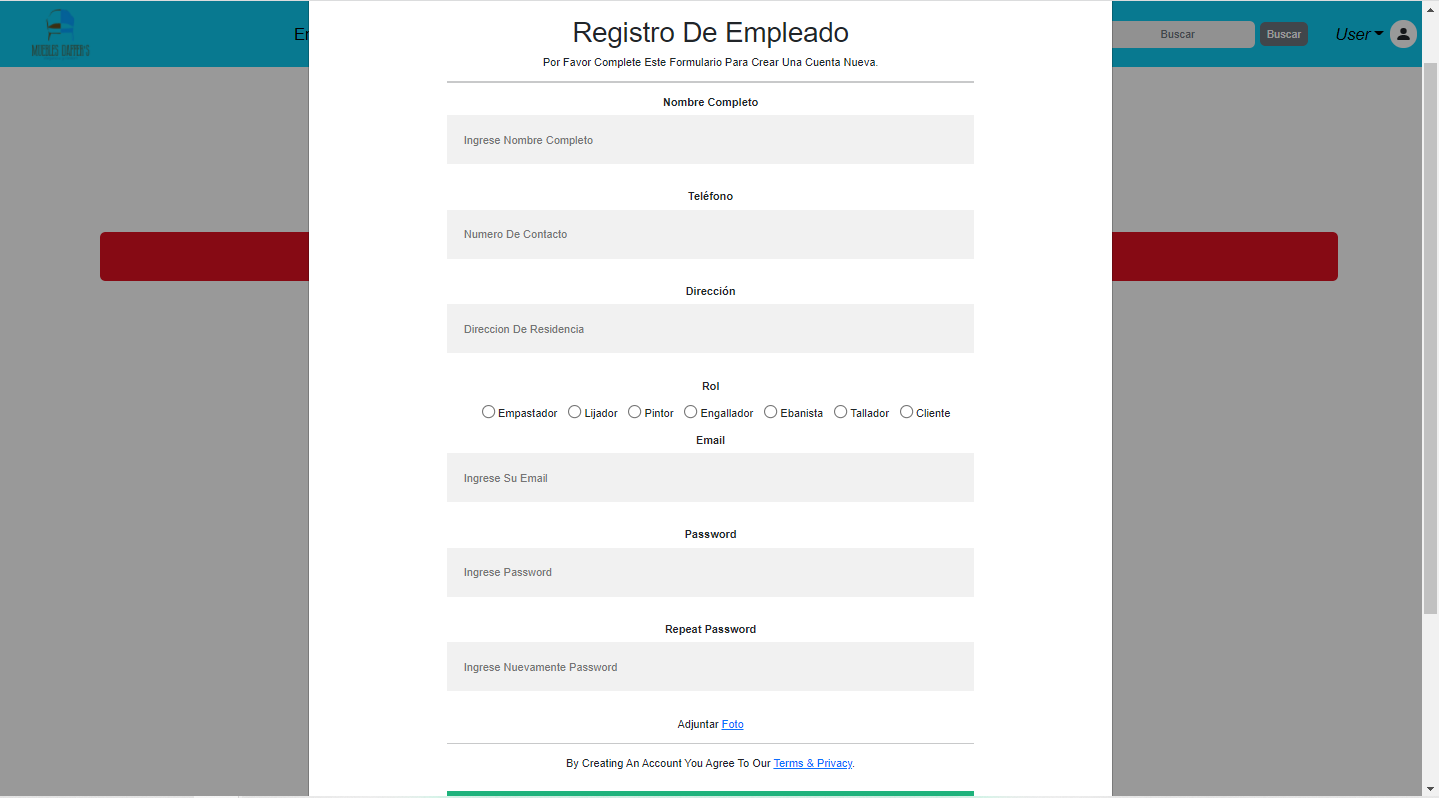 Registro De Empleado
Por Favor Complete Este Formulario Para Crear Una Cuenta Nueva.
MUEBLES DAFFER'S
Buscar
Buscar
User
Nombre Completo
Ingrese Nombre Completo
Teléfono
Numero De Contacto
Dirección
Direccion De Residencia
Rol
Empastador Lijador Pintor Engallador Ebanista Tallador Cliente
Email
Ingrese Su Email
Password
Ingrese Password
Repeat Password
Ingrese Nuevamente Password
Adjuntar Foto
By Creating An Account You Agree To Our Terms & Privacy.